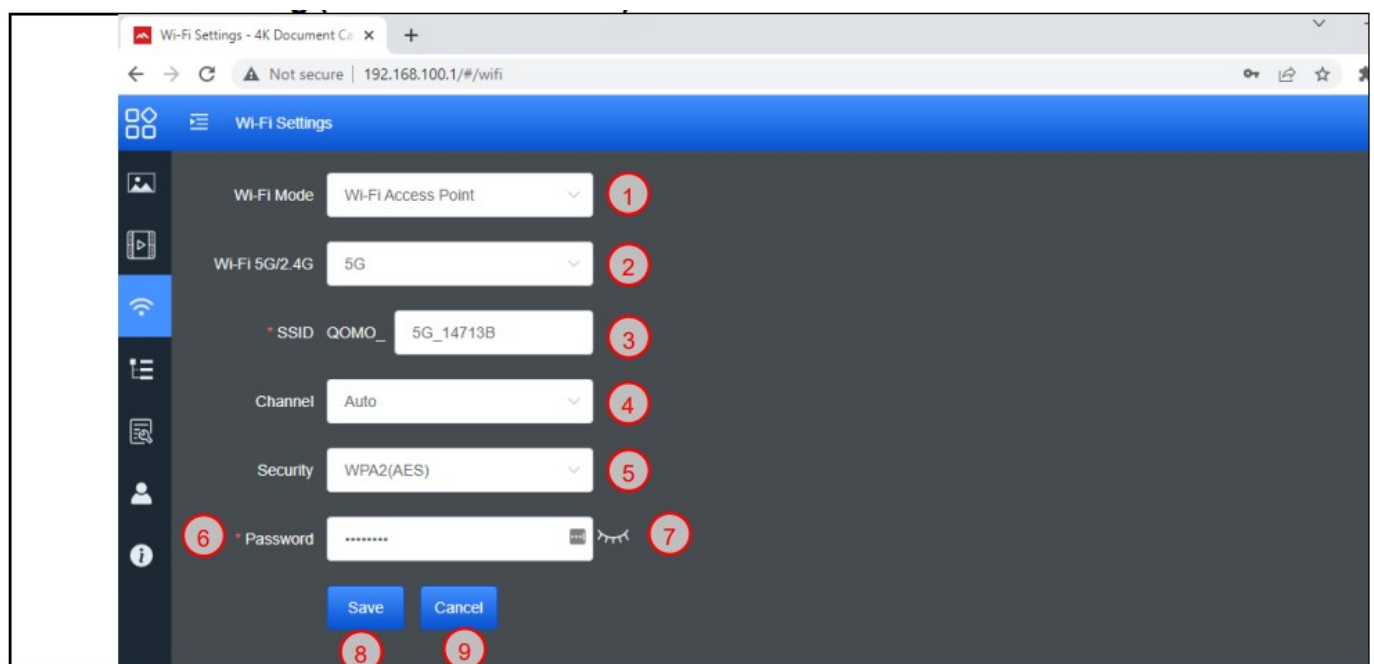 Wi-Fi Settings - 4K Document Ca
Not secure | 192.168.100.1/#/wifi
Wi-Fi Settings
Wi-Fi Mode Wi-Fi Access Point 1
Wi-Fi 5G/2.4G 5G 2
* SSID QOMO_ 5G_14713B 3
Channel Auto 4
Security WPA2(AES) 5
6 * Password •••••••• 7
Save Cancel
8 9